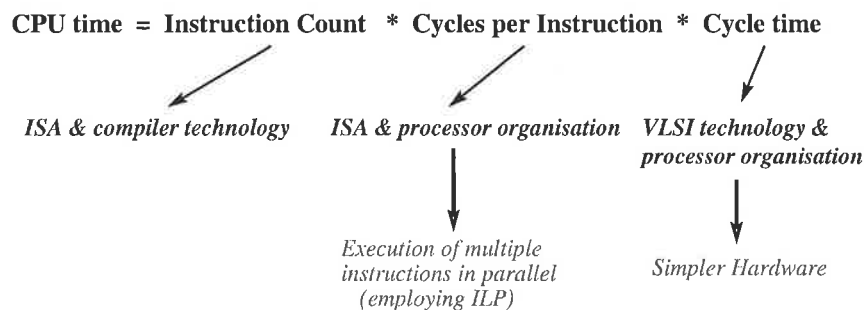 CPU time = Instruction Count * Cycles per Instruction * Cycle time
ISA & compiler technology
ISA & processor organisation
VLSI technology &
processor organisation
Execution of multiple
instructions in parallel
(employing ILP)
Simpler Hardware